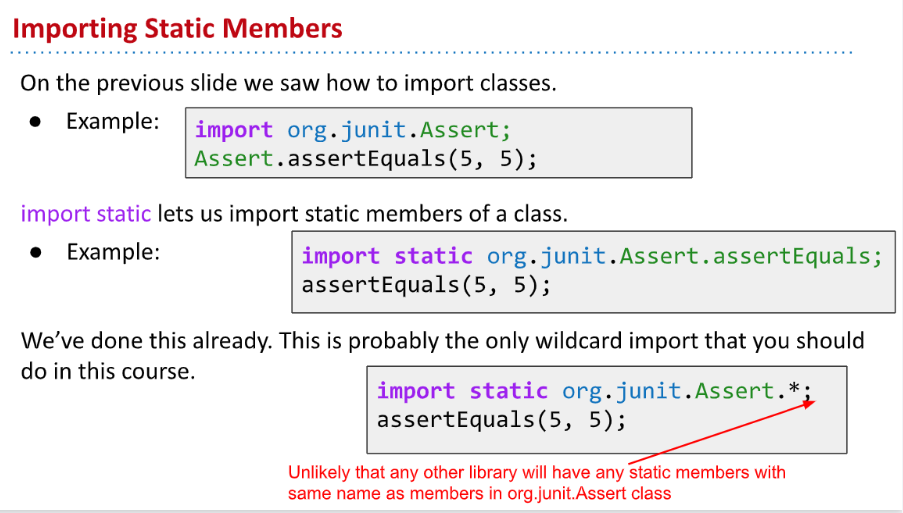 Importing Static Members
On the previous slide we saw how to import classes.
● Example:
import org.junit.Assert;
Assert.assertEquals(5, 5);
import static lets us import static members of a class.
● Example:
import static org.junit.Assert.assertEquals;
assertEquals(5, 5);
We’ve done this already. This is probably the only wildcard import that you should
do in this course.
import static org.junit.Assert.*;
assertEquals(5, 5);
Unlikely that any other library will have any static members with
same name as members in org.junit.Assert class